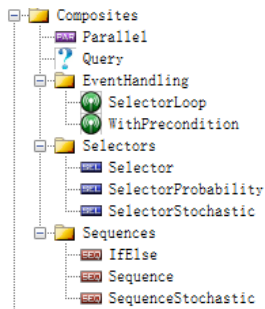 Composites
PAR Parallel
? Query
EventHandling
SelectorLoop
WithPrecondition
Selectors
SEL Selector
SEL SelectorProbability
SEL SelectorStochastic
Sequences
SEQ IfElse
SEQ Sequence
SEQ SequenceStochastic